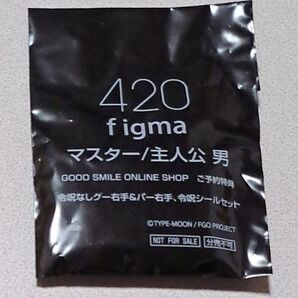 420
figma
マスター/主人公 男
GOOD SMILE ONLINE SHOP ご予約特典
令呪なしグー右手&パー右手、令呪シールセット
©TYPE-MOON / FGO PROJECT
NOT FOR SALE 分売不可